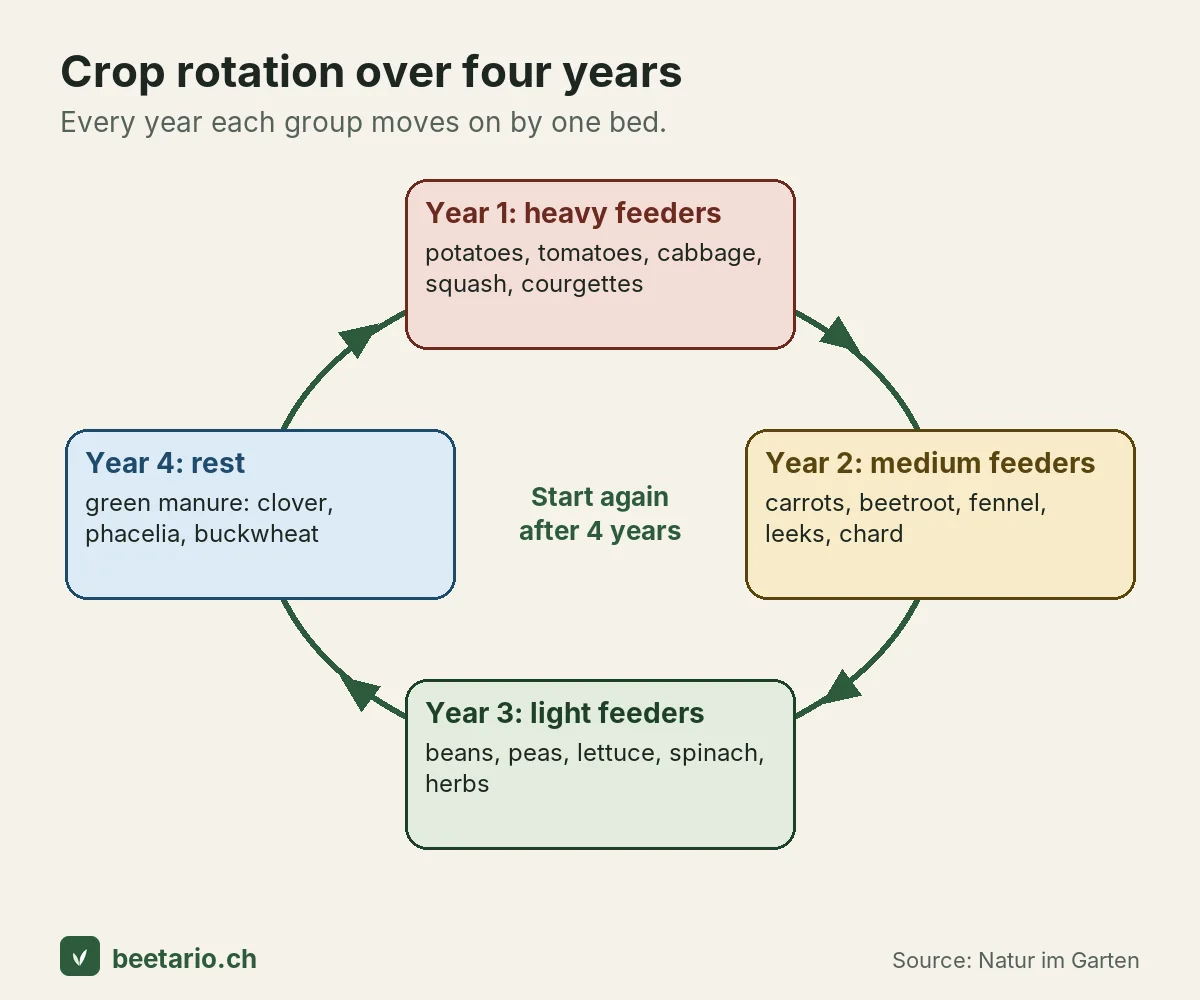 Crop rotation over four years
Every year each group moves on by one bed.
Year 1: heavy feeders
potatoes, tomatoes, cabbage,
squash, courgettes
Year 4: rest
green manure: clover,
phacelia, buckwheat
Start again
after 4 years
Year 2: medium feeders
carrots, beetroot, fennel,
leeks, chard
Year 3: light feeders
beans, peas, lettuce, spinach,
herbs
beetario.ch
Source: Natur im Garten